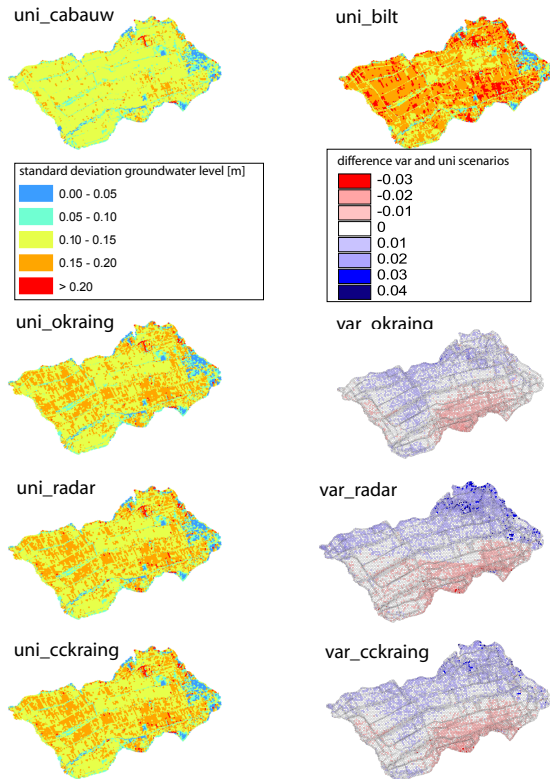 uni_cabauw
uni_bilt
standard deviation groundwater level [m]
0.00 - 0.05
0.05 - 0.10
0.10 - 0.15
0.15 - 0.20
> 0.20
difference var and uni scenarios
-0.03
-0.02
-0.01
0
0.01
0.02
0.03
0.04
uni_okraing
var_okraing
uni_radar
var_radar
uni_cckraing
var_cckraing